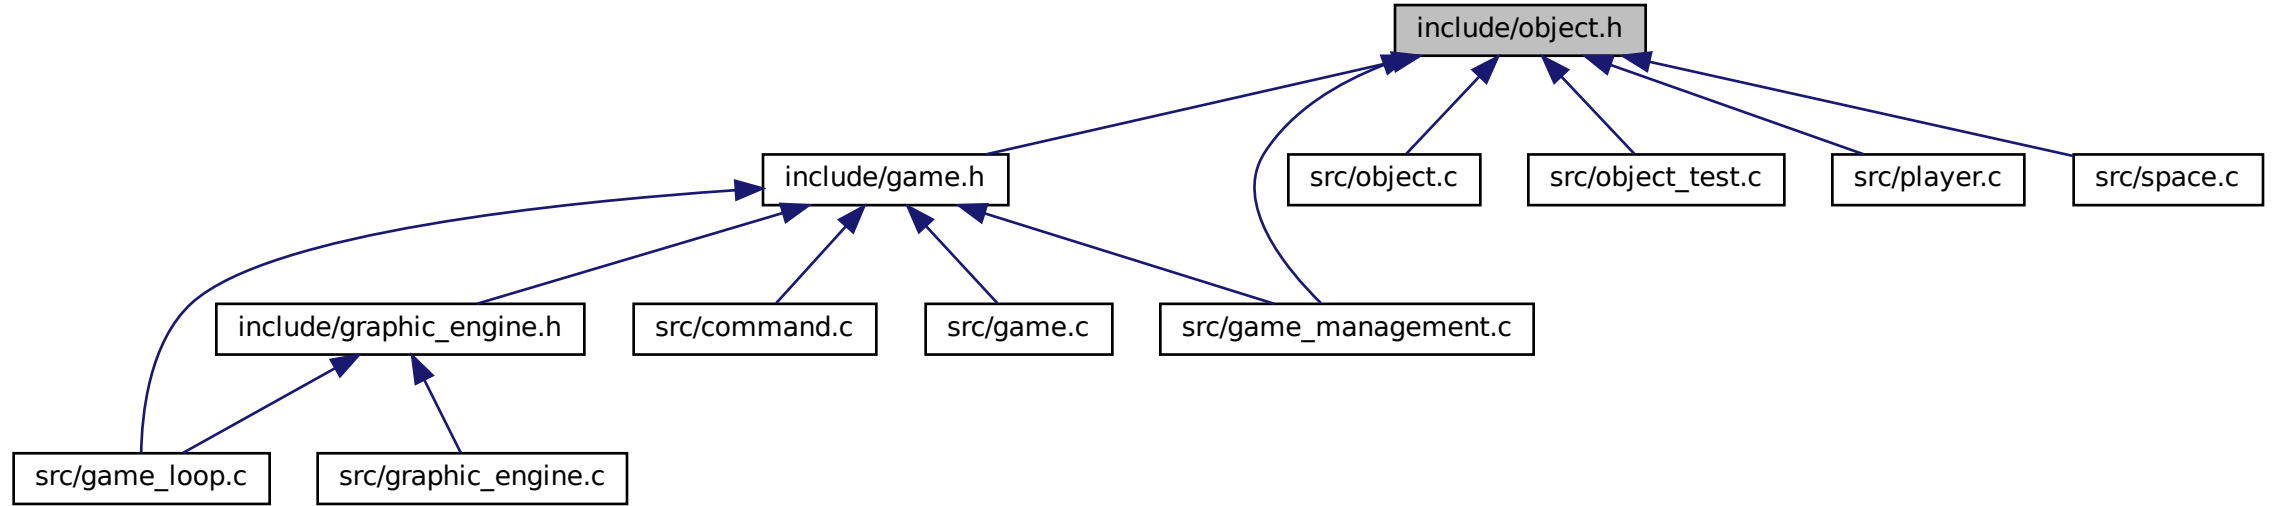 include/object.h
include/game.h
src/object.c
src/object_test.c
src/player.c
src/space.c
include/graphic_engine.h
src/command.c
src/game.c
src/game_management.c
src/game_loop.c
src/graphic_engine.c